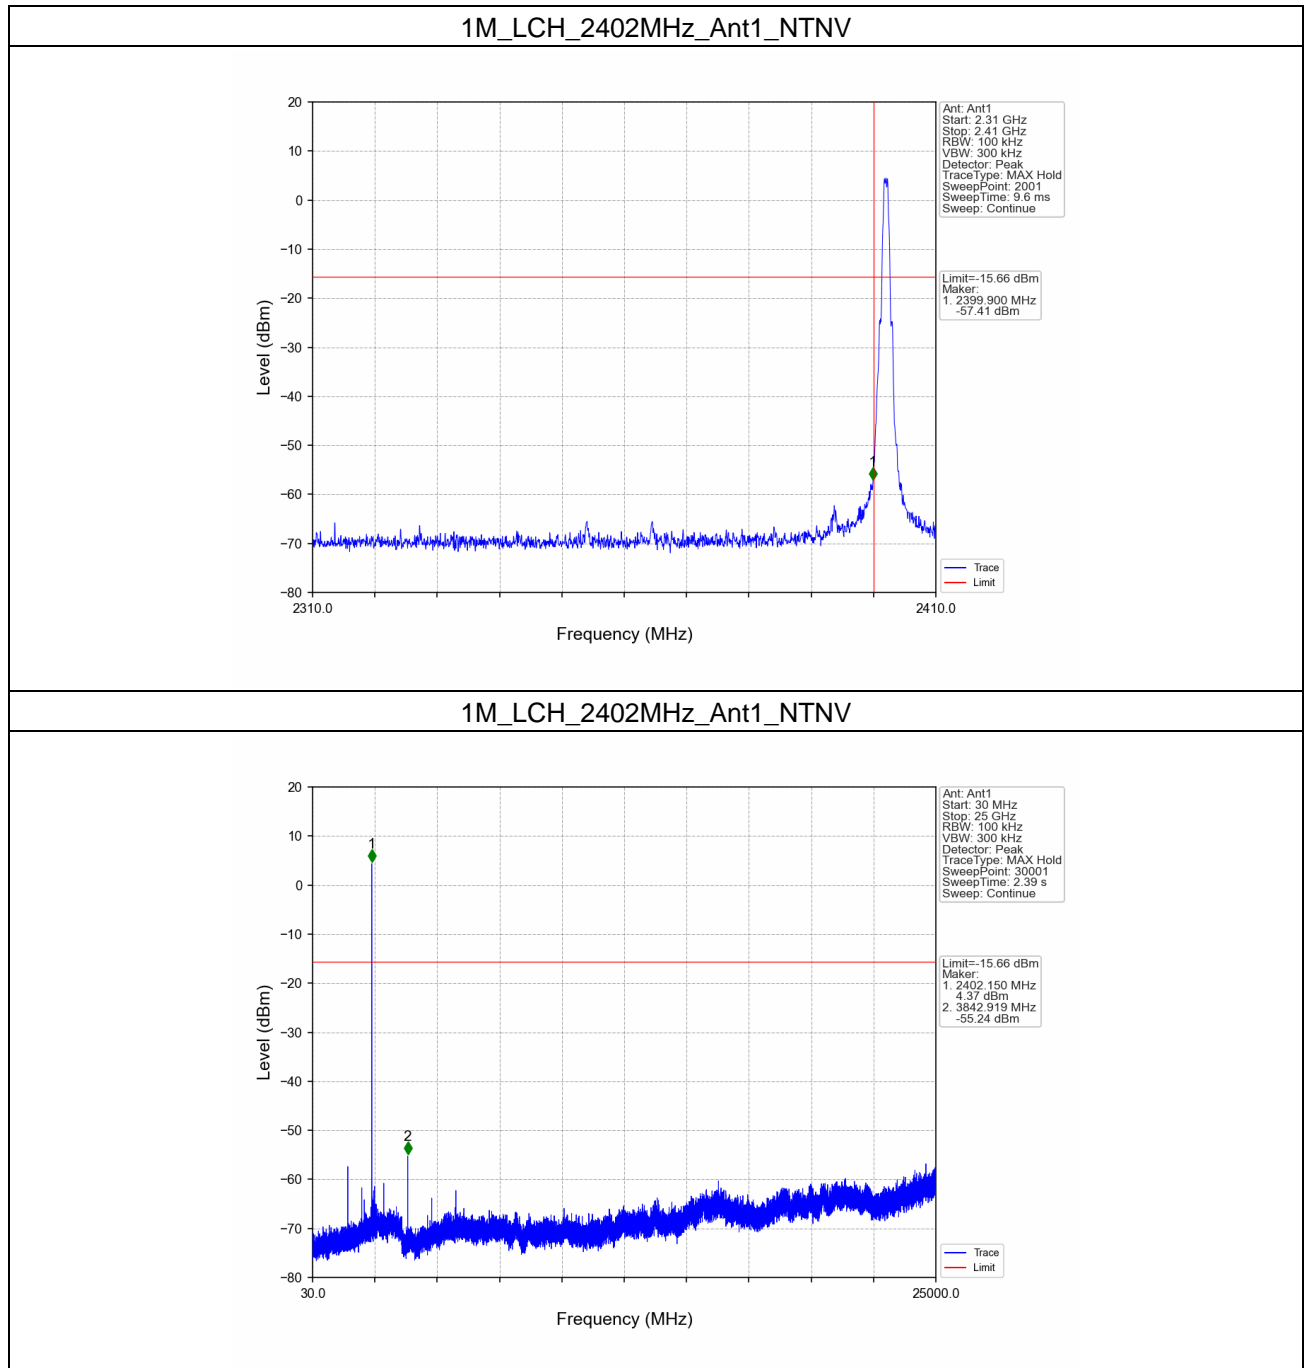 1M_LCH_2402MHz_Ant1_NTNV
20
10
0
−10
−20
−30
−40
−50
−60
−70
−80
Level (dBm)
1
2310.0
2410.0
Frequency (MHz)
Ant: Ant1
Start: 2.31 GHz
Stop: 2.41 GHz
RBW: 100 kHz
VBW: 300 kHz
Detector: Peak
TraceType: MAX Hold
SweepPoint: 2001
SweepTime: 9.6 ms
Sweep: Continue
Limit=-15.66 dBm
Maker:
1. 2399.900 MHz
-57.41 dBm
Trace
Limit
1M_LCH_2402MHz_Ant1_NTNV
20
10
0
−10
−20
−30
−40
−50
−60
−70
−80
Level (dBm)
1
2
30.0
25000.0
Frequency (MHz)
Ant: Ant1
Start: 30 MHz
Stop: 25 GHz
RBW: 100 kHz
VBW: 300 kHz
Detector: Peak
TraceType: MAX Hold
SweepPoint: 30001
SweepTime: 2.39 s
Sweep: Continue
Limit=-15.66 dBm
Maker:
1. 2402.150 MHz
4.37 dBm
2. 3842.919 MHz
-55.24 dBm
Trace
Limit